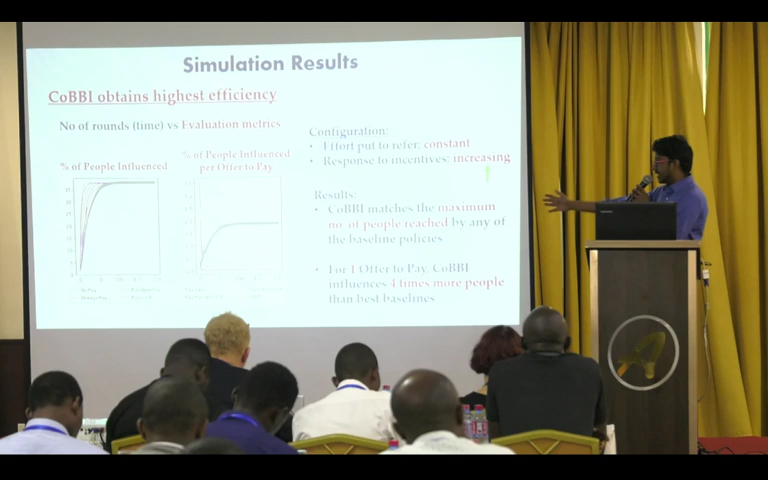 Simulation Results
CoBBI obtains highest efficiency
No of rounds (time) vs Evaluation metrics
% of People Influenced
% of People Influenced
per Offer to Pay
Configuration:
• Effort put to refer: constant
• Response to incentives: increasing
Results:
• CoBBI matches the maximum
no. of people reached by any of
the baseline policies
• For 1 Offer to Pay, CoBBI
influences 4 times more people
than best baselines